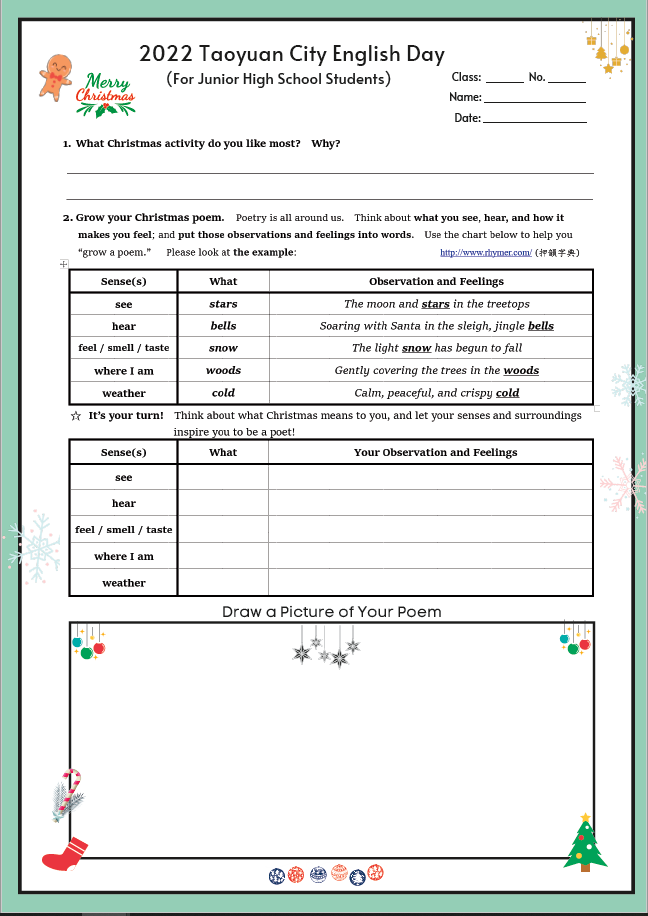 2022 Taoyuan City English Day
(For Junior High School Students)
Merry
Christmas
Class: _____ No. _____
Name: _____
Date: _____
1. What Christmas activity do you like most? Why?
2. Grow your Christmas poem. Poetry is all around us. Think about what you see, hear, and how it
makes you feel; and put those observations and feelings into words. Use the chart below to help you
“grow a poem.” Please look at the example: http://www.rhymer.com/ (押韻字典)
Sense(s) What Observation and Feelings
see stars The moon and stars in the treetops
hear bells Soaring with Santa in the sleigh, jingle bells
feel / smell / taste snow The light snow has begun to fall
where I am woods Gently covering the trees in the woods
weather cold Calm, peaceful, and crispy cold
☆ It’s your turn! Think about what Christmas means to you, and let your senses and surroundings
inspire you to be a poet!
Sense(s) What Your Observation and Feelings
see
hear
feel / smell / taste
where I am
weather
Draw a Picture of Your Poem